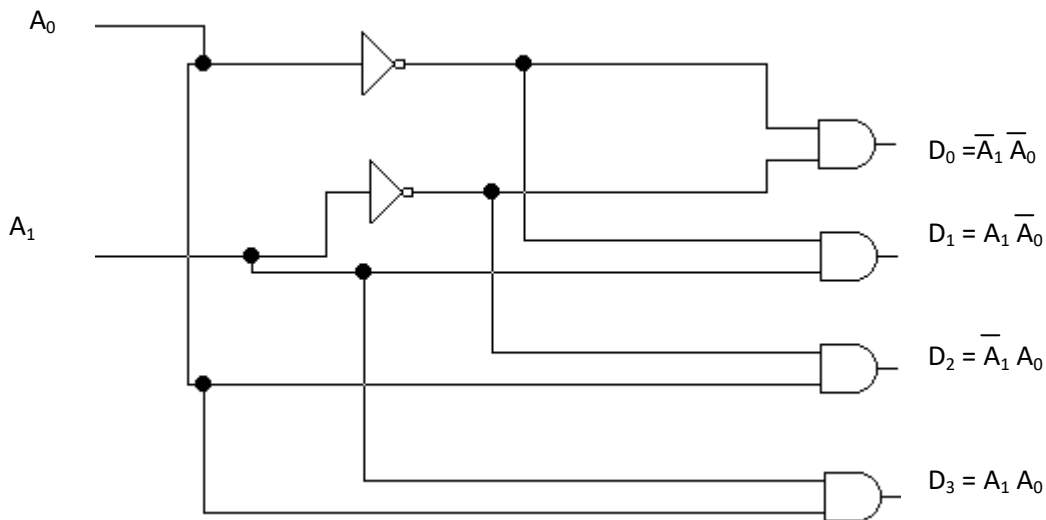 A₀
D₀ =A̅₁ A̅₀
A₁
D₁ = A₁ A̅₀
D₂ = A̅₁ A₀
D₃ = A₁ A₀